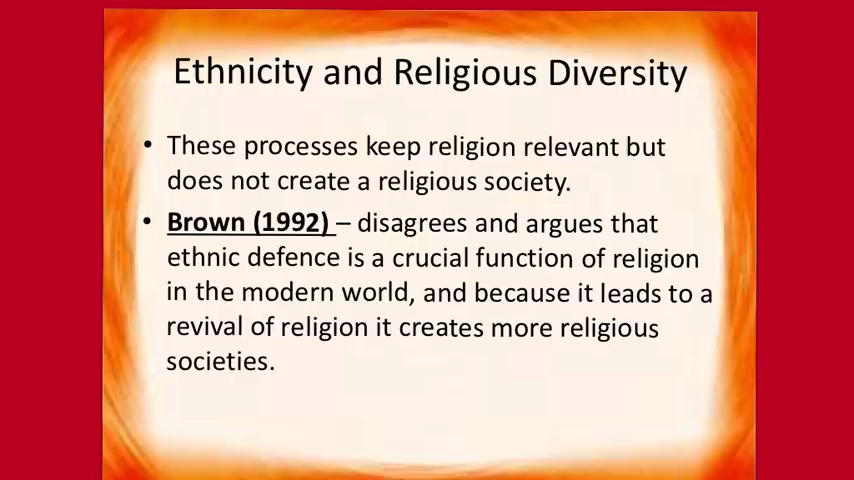 Ethnicity and Religious Diversity
• These processes keep religion relevant but
does not create a religious society.
• Brown (1992) – disagrees and argues that
ethnic defence is a crucial function of religion
in the modern world, and because it leads to a
revival of religion it creates more religious
societies.